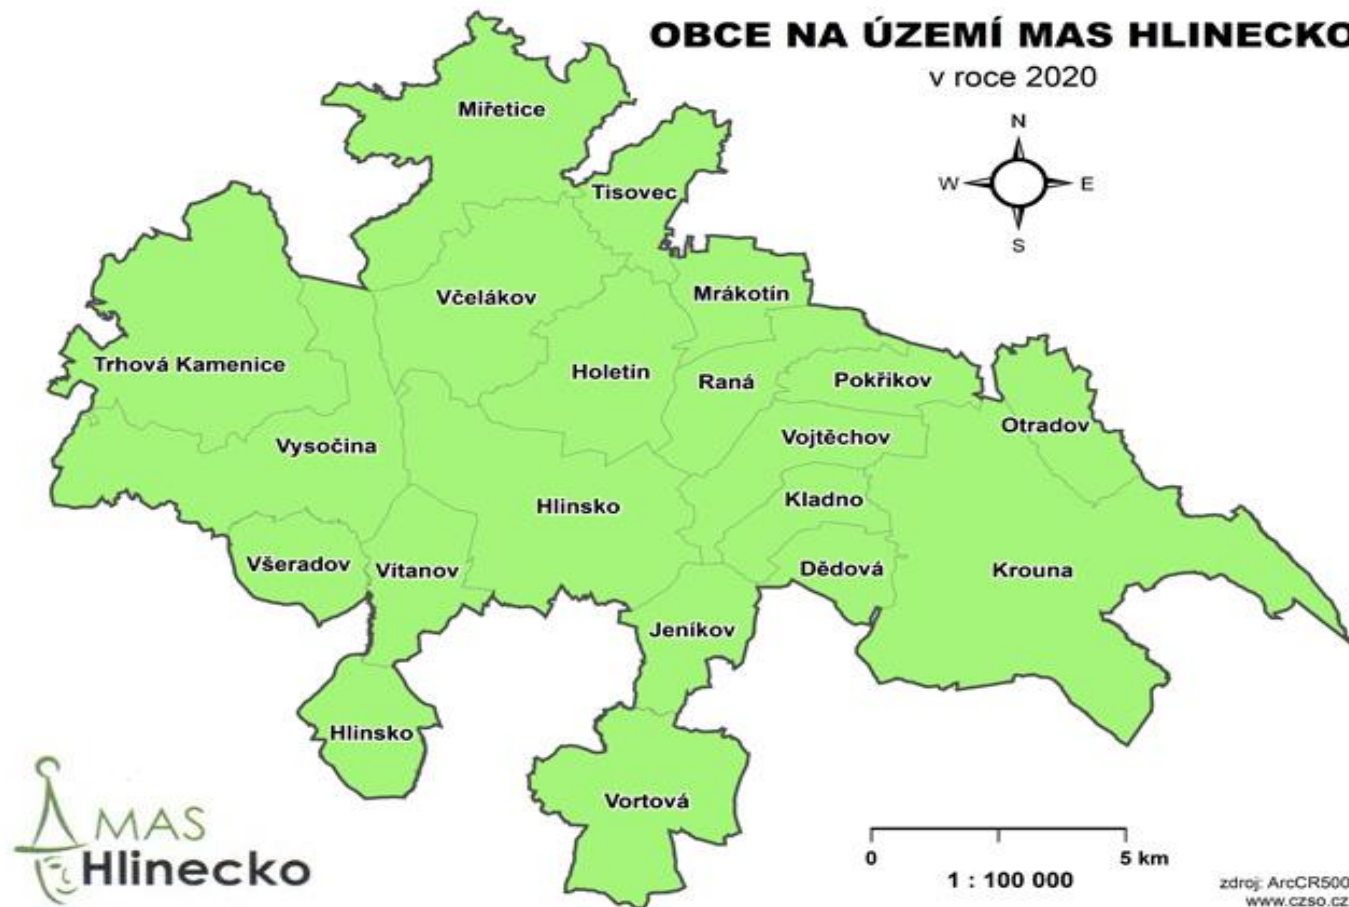 OBCE NA ÚZEMÍ MAS HLINECKO
v roce 2020
N
W E
S
Miřetice
Tisovec
Včelákov
Mrákotín
Trhová Kamenice
Holetín
Raná
Pokřikov
Otradov
Vysočina
Vojtěchov
Hlinsko
Kladno
Všeradov
Vítanov
Dědová
Krouna
Jeníkov
Hlinsko
Vortová
MAS
Hlinecko
0 5 km
1 : 100 000
zdroj: ArcCR500
www.czso.cz